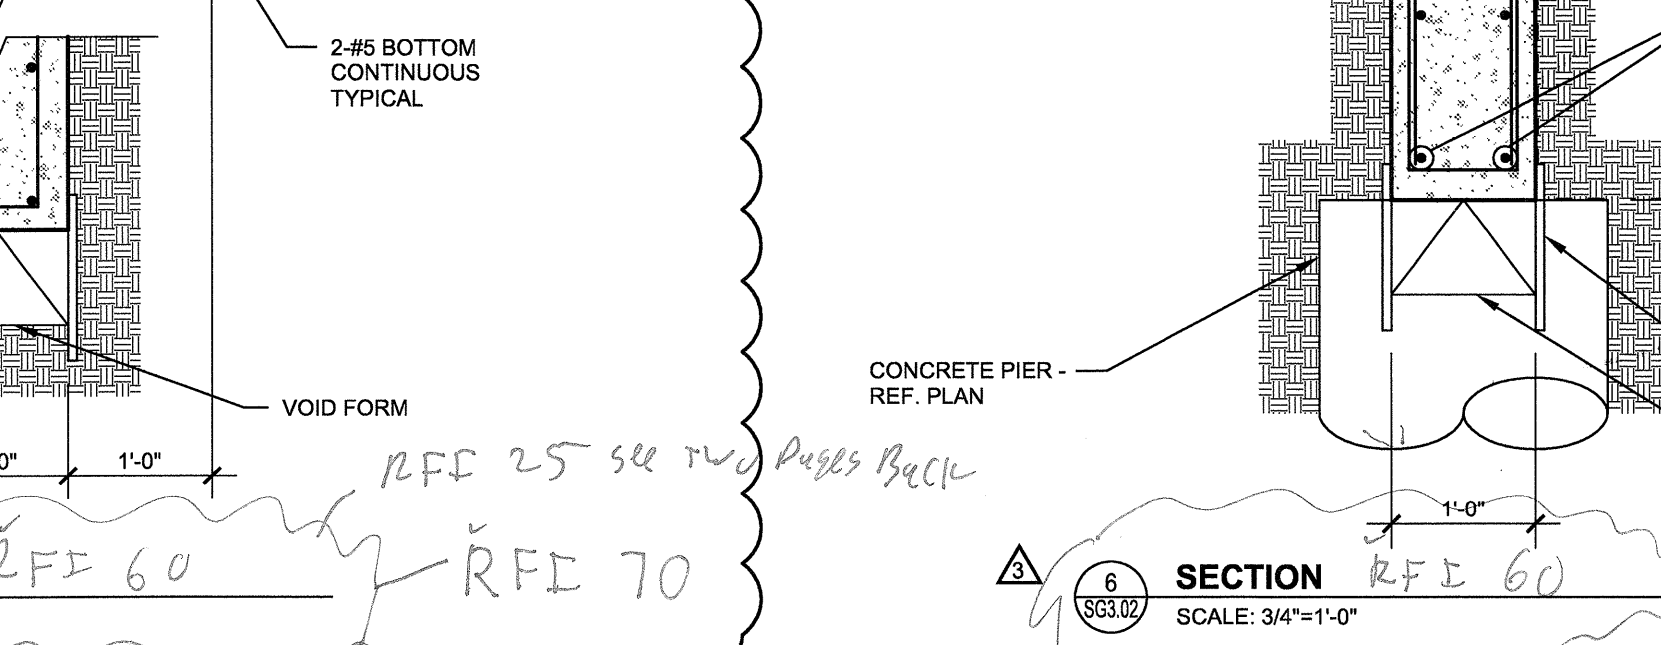 2-#5 BOTTOM
CONTINUOUS
TYPICAL
VOID FORM
CONCRETE PIER -
REF. PLAN
0"
1'-0"
RFI 25 see two Pages Back
RFI 60
RFI 70
1'-0"
3
6
SG3.02
SECTION
RFI 60
SCALE: 3/4"=1'-0"